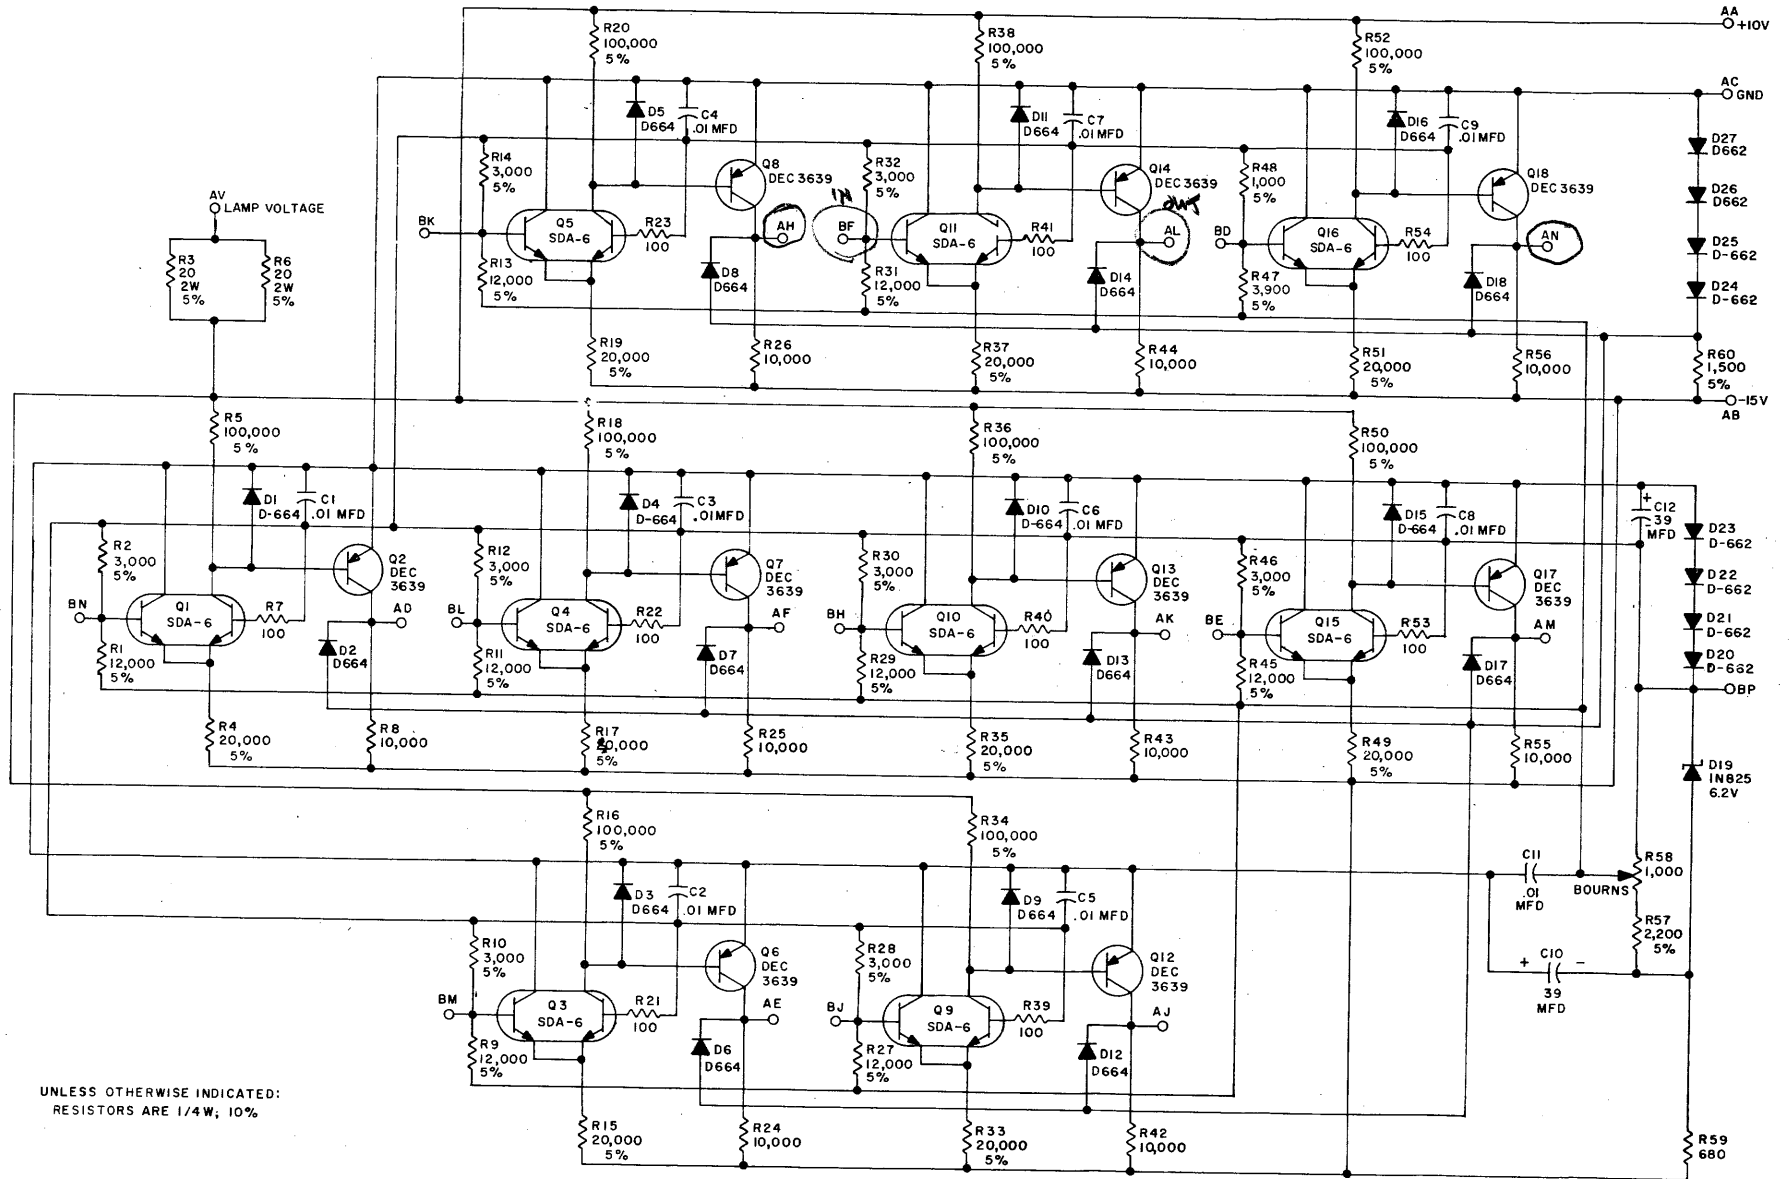 AA
+10V
R20
100,000
5%
R38
100,000
5%
R52
100,000
5%
AC
GND
D5
D664
C4
.01 MFD
D11
D664
C7
.01 MFD
D16
D664
C9
.01 MFD
D27
D662
R14
3,000
5%
Q8
DEC 3639
R32
3,000
5%
Q14
DEC 3639
R48
1,000
5%
Q18
DEC 3639
D26
D662
AV
LAMP VOLTAGE
IN
OUT
BK
Q5
SDA-6
R23
100
AH
BF
Q11
SDA-6
R41
100
AL
BD
Q16
SDA-6
R54
100
AN
D25
D-662
R3
20
2W
5%
R6
20
2W
5%
R13
12,000
5%
D8
D664
R31
12,000
5%
D14
D664
R47
3,900
5%
D18
D664
D24
D-662
R19
20,000
5%
R26
10,000
R37
20,000
5%
R44
10,000
R51
20,000
5%
R56
10,000
R60
1,500
5%
-15V
AB
R5
100,000
5%
R18
100,000
5%
R36
100,000
5%
R50
100,000
5%
D1
D-664
C1
.01 MFD
D4
D-664
C3
.01MFD
D10
D-664
C6
.01 MFD
D15
D-664
C8
.01 MFD
+
C12
39
MFD
-
D23
D-662
R2
3,000
5%
Q2
DEC
3639
R12
3,000
5%
Q7
DEC
3639
R30
3,000
5%
Q13
DEC
3639
R46
3,000
5%
Q17
DEC
3639
D22
D-662
BN
Q1
SDA-6
R7
100
AD
BL
Q4
SDA-6
R22
100
AF
BH
Q10
SDA-6
R40
100
AK
BE
Q15
SDA-6
R53
100
AM
D21
D-662
R1
12,000
5%
D2
D664
R11
12,000
5%
D7
D664
R29
12,000
5%
D13
D664
R45
12,000
5%
D17
D664
D20
D-662
BP
R4
20,000
5%
R8
10,000
R17
20,000
5%
R25
10,000
R35
20,000
5%
R43
10,000
R49
20,000
5%
R55
10,000
D19
1N825
6.2V
R16
100,000
5%
R34
100,000
5%
D3
D664
C2
.01 MFD
D9
D664
C5
.01 MFD
C11
.01
MFD
BOURNS
R58
1,000
R10
3,000
5%
Q6
DEC
3639
R28
3,000
5%
Q12
DEC
3639
R57
2,200
5%
+
C10
-
39
MFD
BM
Q3
SDA-6
R21
100
AE
BJ
Q9
SDA-6
R39
100
AJ
R9
12,000
5%
D6
D664
R27
12,000
5%
D12
D664
UNLESS OTHERWISE INDICATED:
RESISTORS ARE 1/4W; 10%
R15
20,000
5%
R24
10,000
R33
20,000
5%
R42
10,000
R59
680